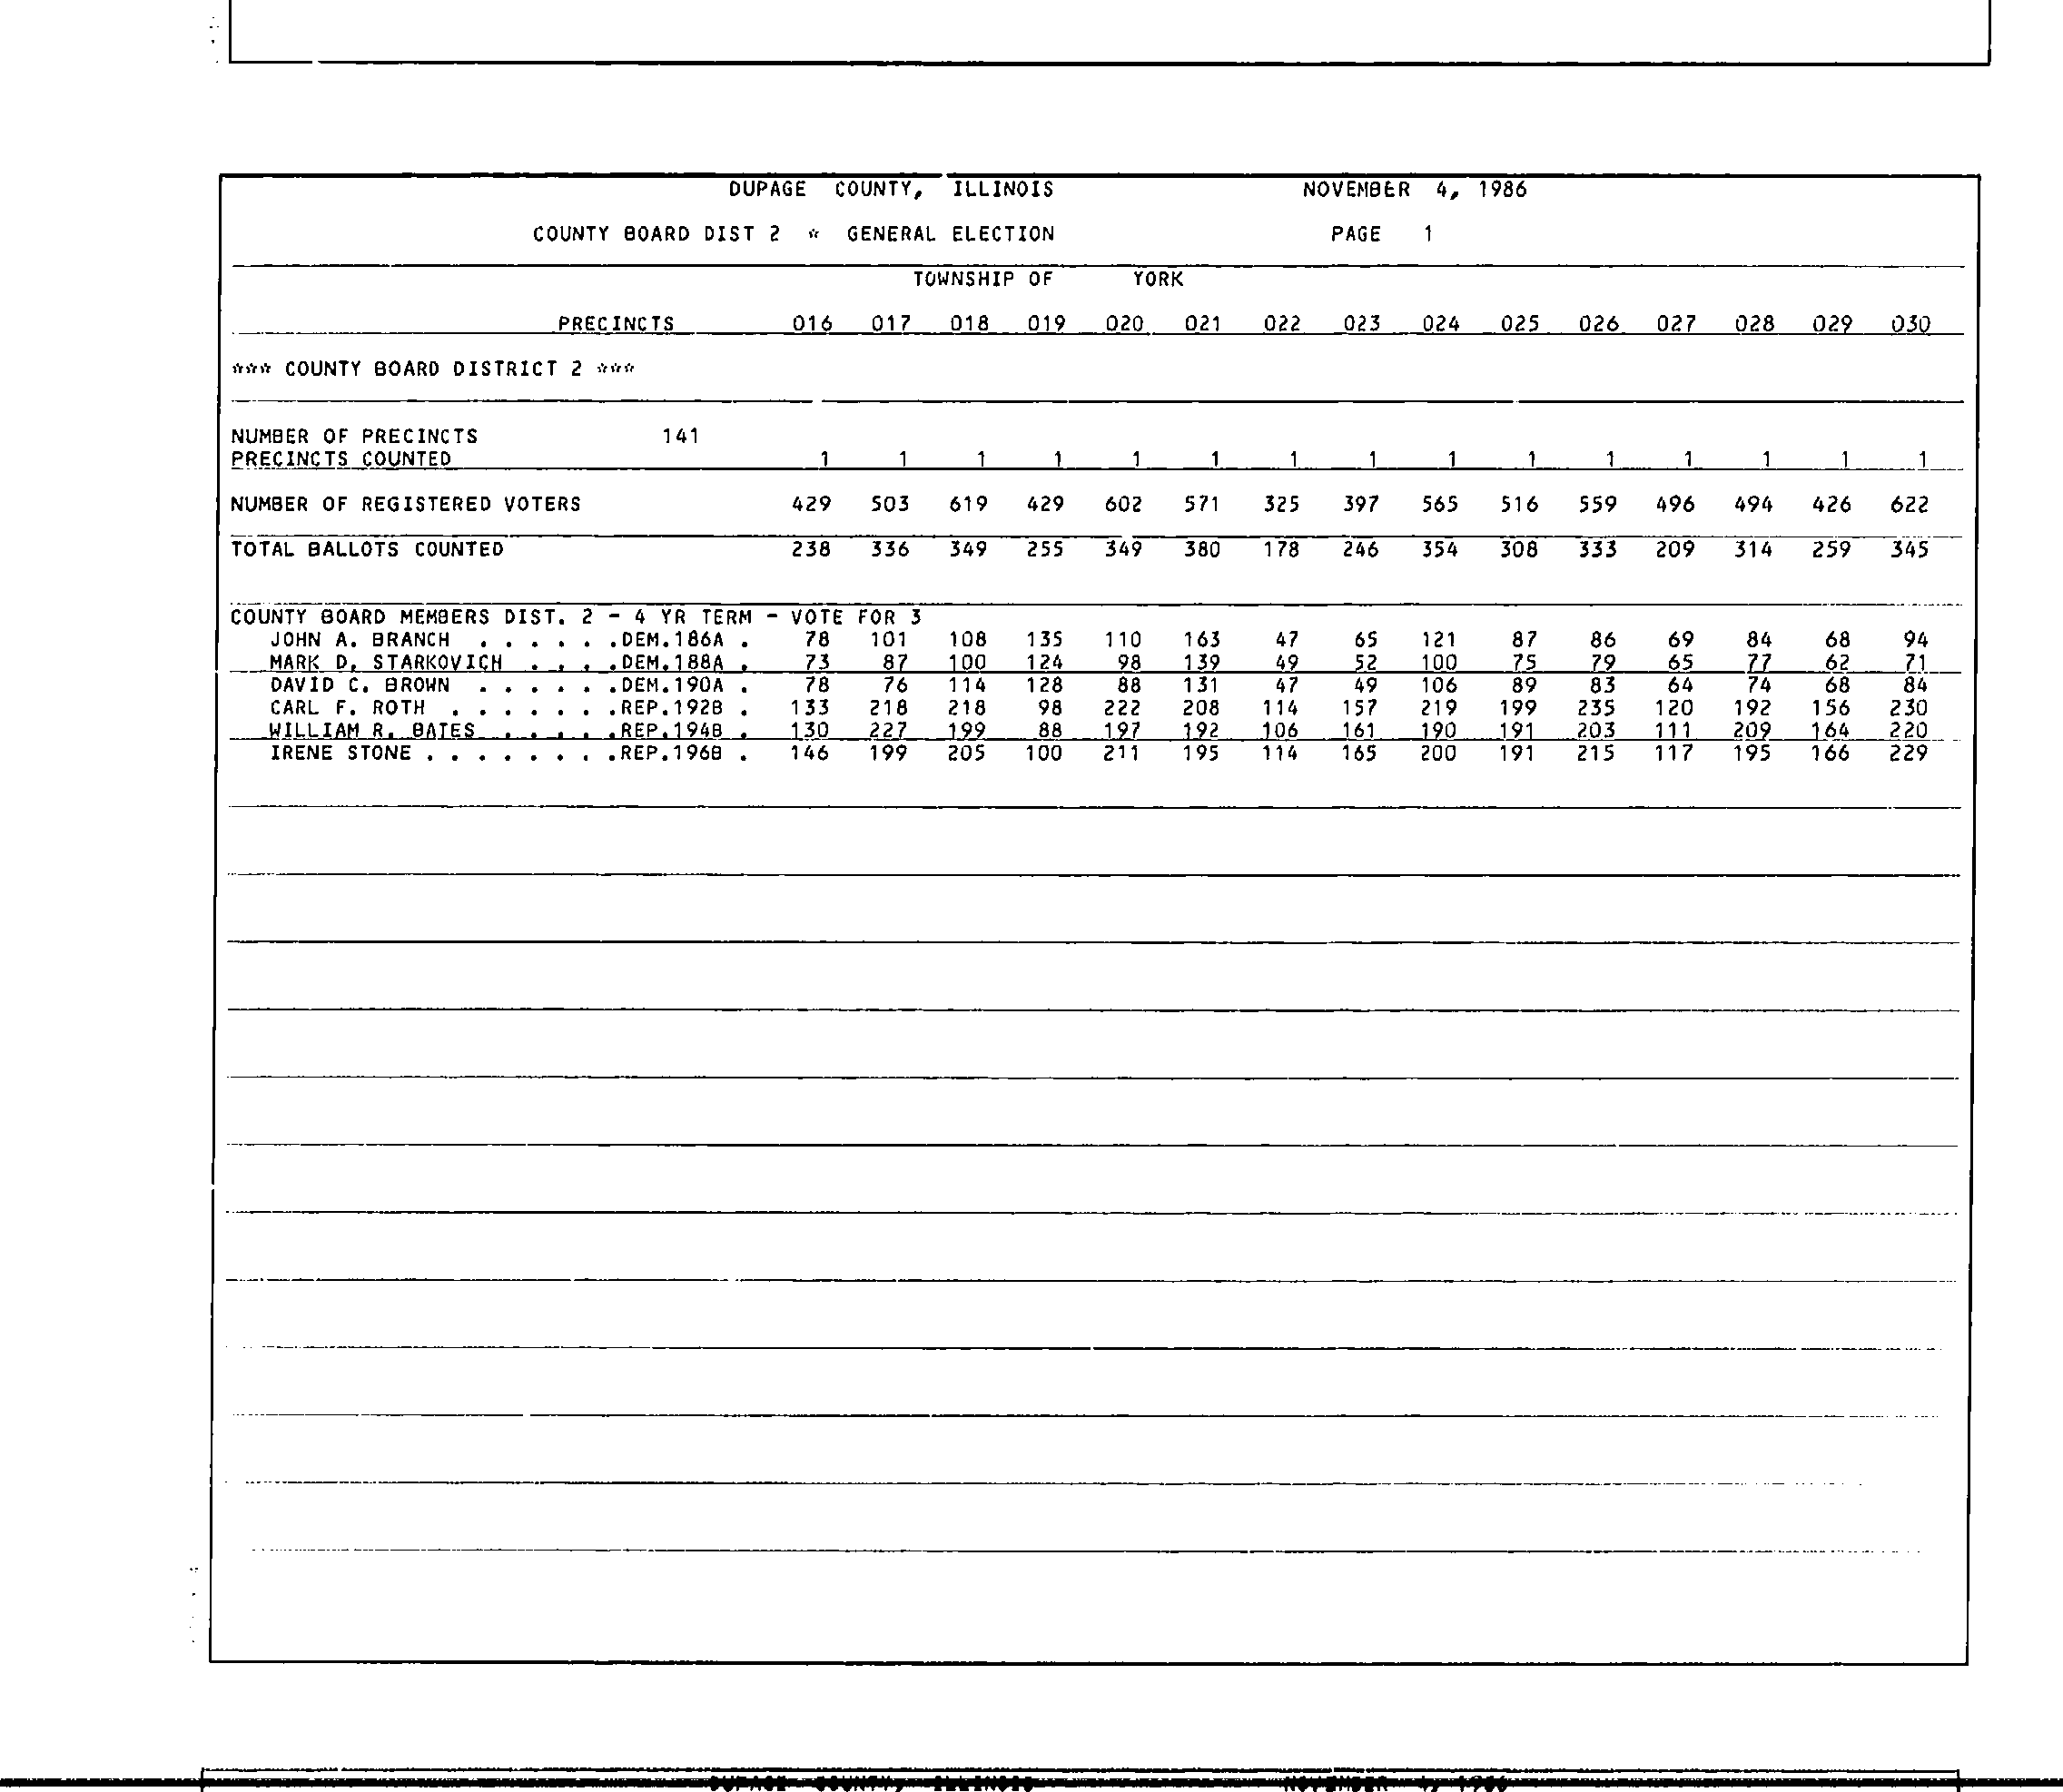 DUPAGE COUNTY, ILLINOIS NOVEMBER 4, 1986
COUNTY BOARD DIST 2 * GENERAL ELECTION PAGE 1
TOWNSHIP OF YORK
PRECINCTS 016 017 018 019 020 021 022 023 024 025 026 027 028 029 030
*** COUNTY BOARD DISTRICT 2 ***
NUMBER OF PRECINCTS 141
PRECINCTS COUNTED 1 1 1 1 1 1 1 1 1 1 1 1 1 1 1
NUMBER OF REGISTERED VOTERS 429 503 619 429 602 571 325 397 565 516 559 496 494 426 622
TOTAL BALLOTS COUNTED 238 336 349 255 349 380 178 246 354 308 333 209 314 259 345
COUNTY BOARD MEMBERS DIST. 2 - 4 YR TERM - VOTE FOR 3
JOHN A. BRANCH . . . . . .DEM.186A . 78 101 108 135 110 163 47 65 121 87 86 69 84 68 94
MARK D. STARKOVICH . . . .DEM.188A . 73 87 100 124 98 139 49 52 100 75 79 65 77 62 71
DAVID C. BROWN . . . . . .DEM.190A . 78 76 114 128 88 131 47 49 106 89 83 64 74 68 84
CARL F. ROTH . . . . . . .REP.192B . 133 218 218 98 222 208 114 157 219 199 235 120 192 156 230
WILLIAM R. BATES . . . . .REP.194B . 130 227 199 88 197 192 106 161 190 191 203 111 209 164 220
IRENE STONE . . . . . . . .REP.196B . 146 199 205 100 211 195 114 165 200 191 215 117 195 166 229
DUPAGE COUNTY, ILLINOIS NOVEMBER 4, 1986